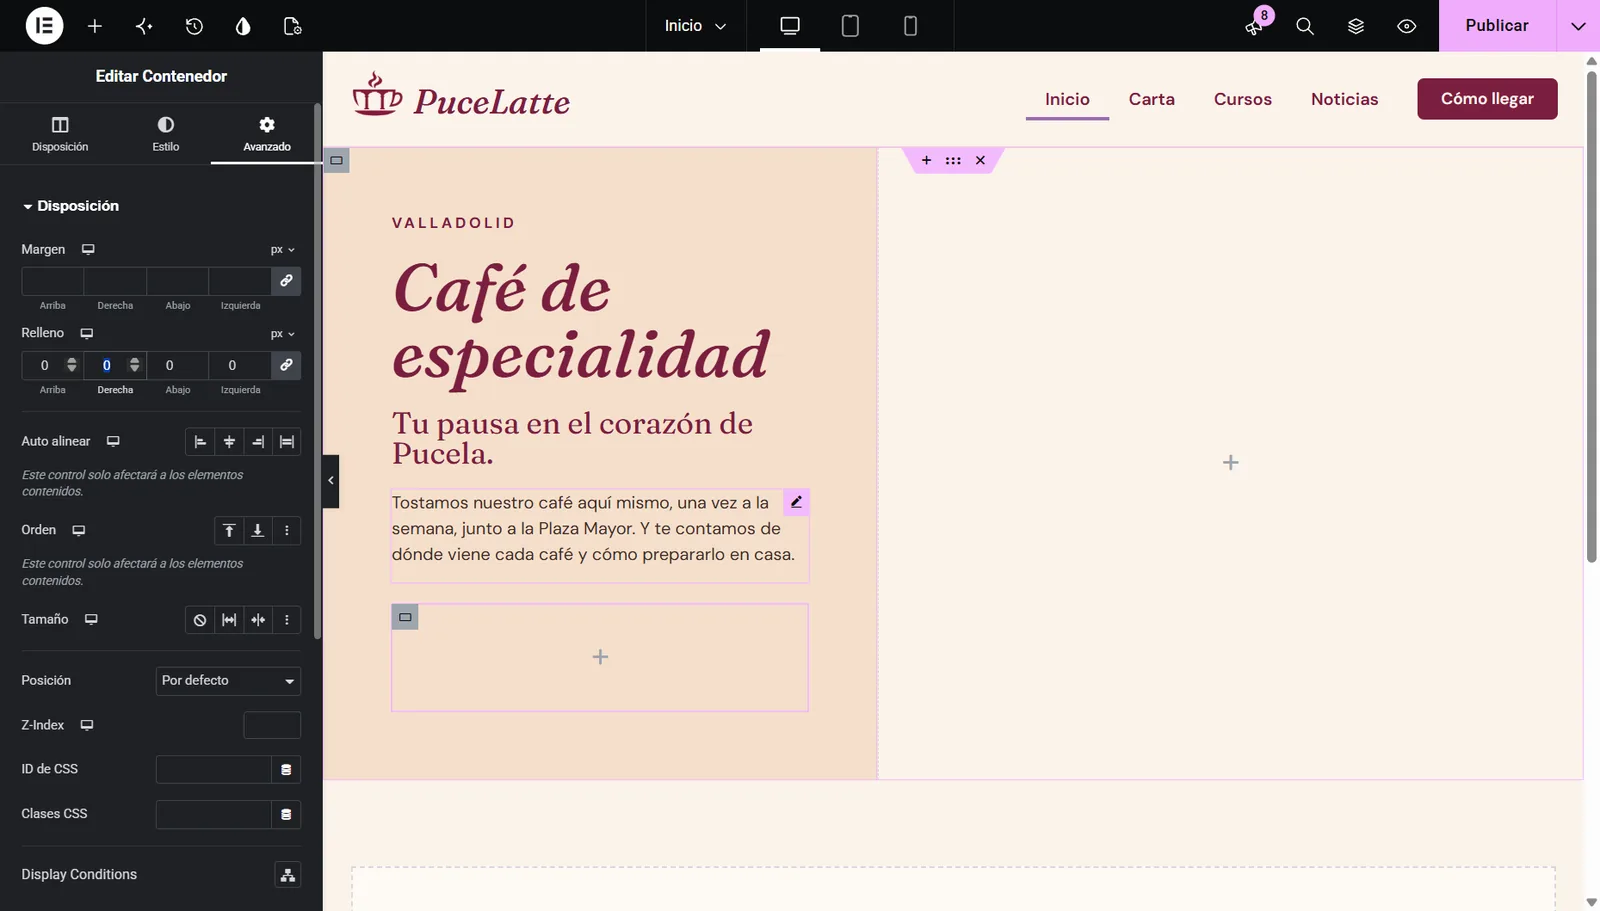 Inicio
8
Publicar
Editar Contenedor
Disposición
Estilo
Avanzado
Disposición
Margen
px
Arriba
Derecha
Abajo
Izquierda
Relleno
px
0
0
0
0
Arriba
Derecha
Abajo
Izquierda
Auto alinear
Este control solo afectará a los elementos
contenidos.
Orden
Este control solo afectará a los elementos
contenidos.
Tamaño
Posición
Por defecto
Z-Index
ID de CSS
Clases CSS
Display Conditions
PuceLatte
Inicio
Carta
Cursos
Noticias
Cómo llegar
VALLADOLID
Café de
especialidad
Tu pausa en el corazón de
Pucela.
Tostamos nuestro café aquí mismo, una vez a la
semana, junto a la Plaza Mayor. Y te contamos de
dónde viene cada café y cómo prepararlo en casa.